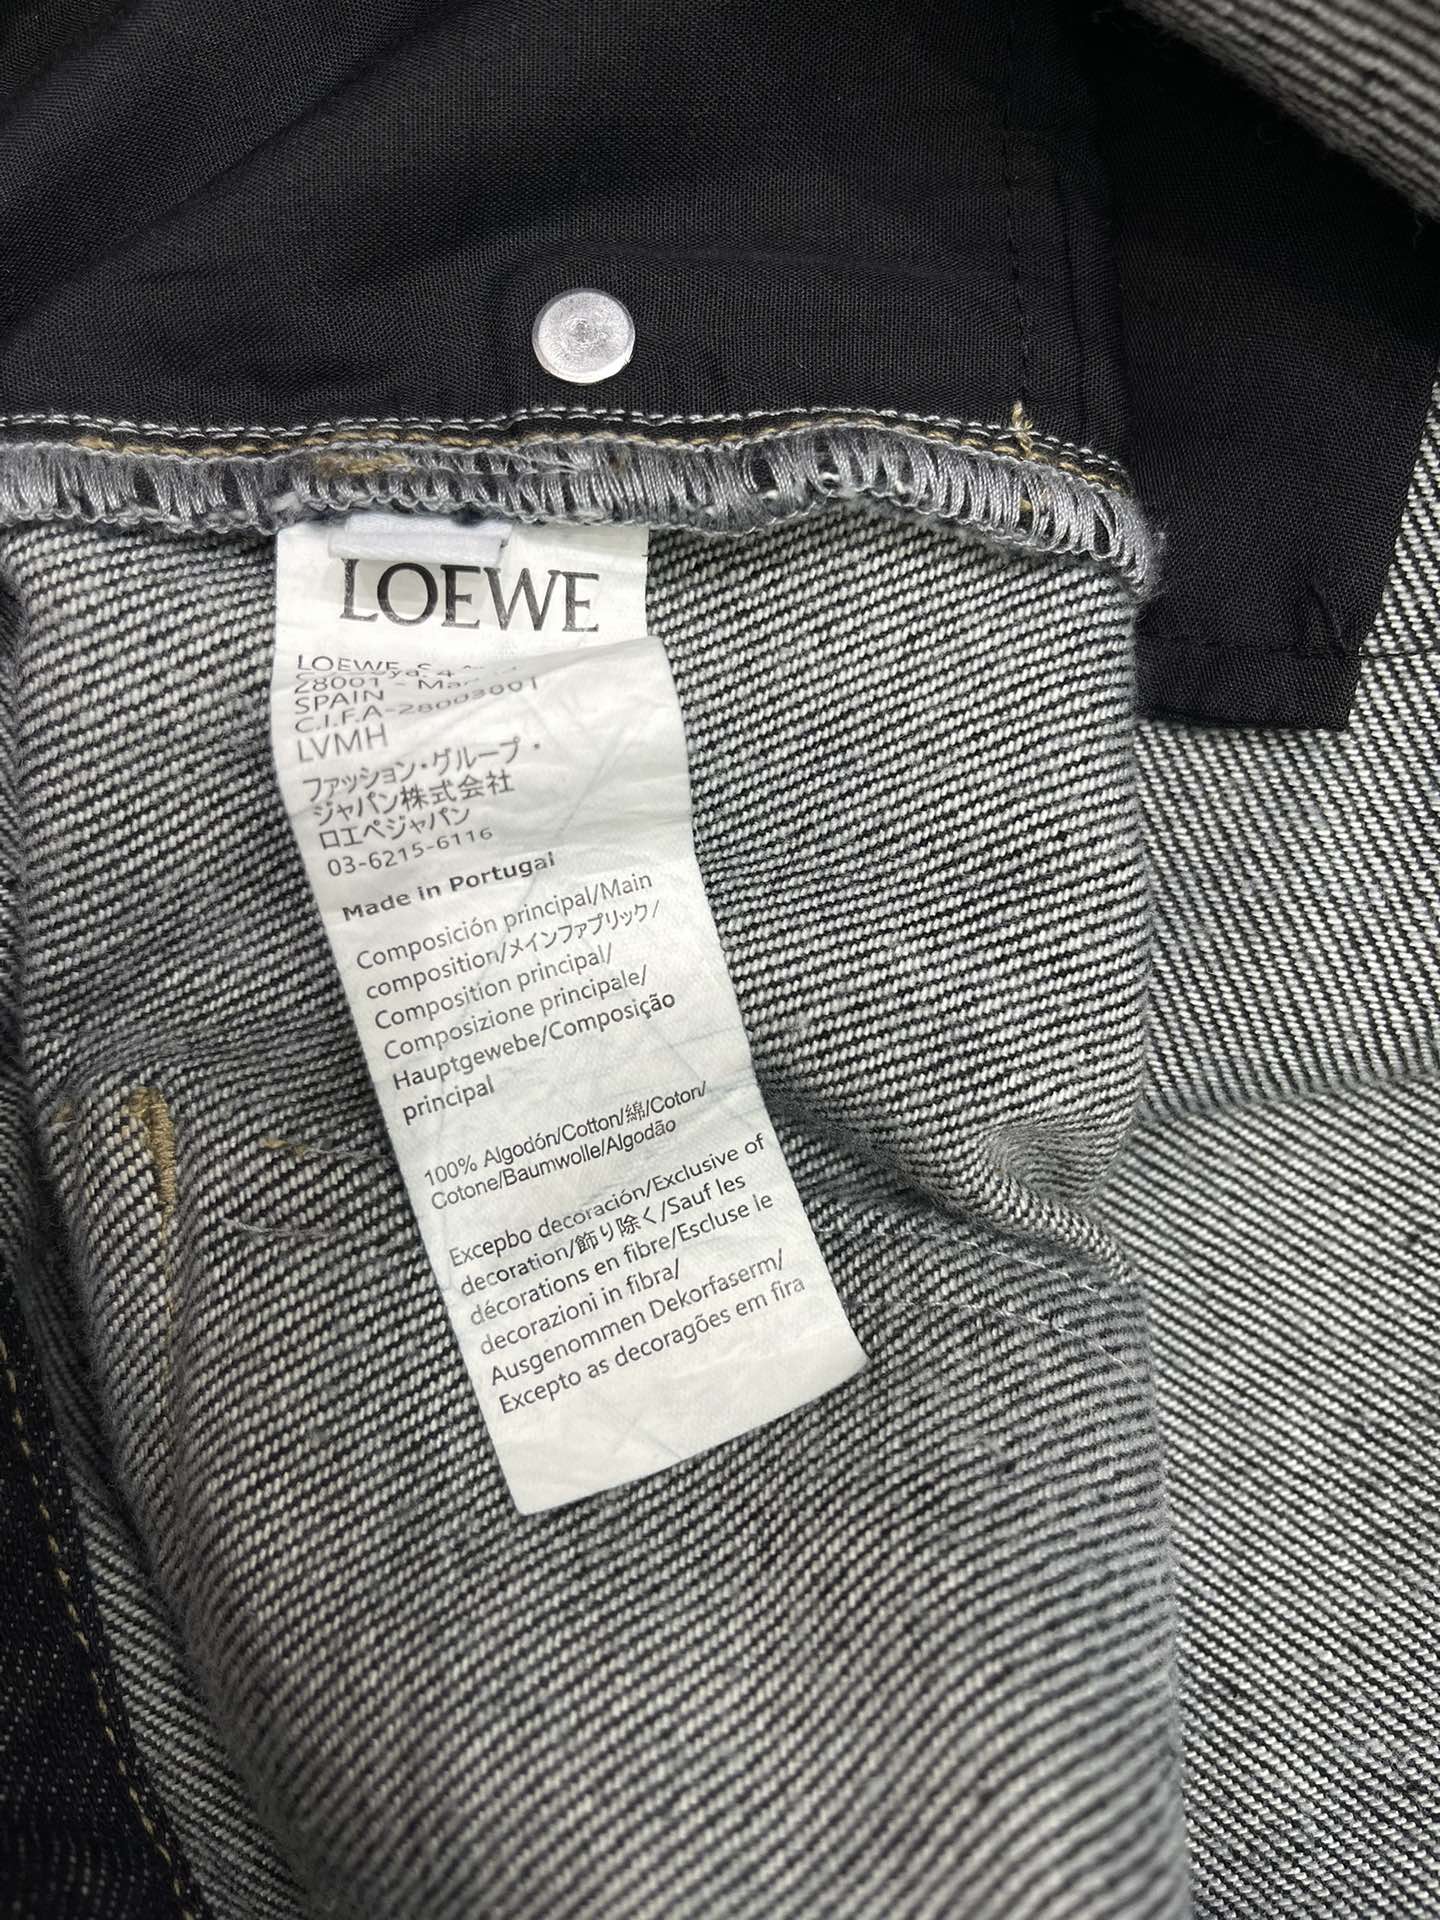 LOEWE
LOEWE S.A.
28001 - Ma
SPAIN
C.I.F.A-28003001
LVMH
ファッション・グループ・
ジャパン株式会社
ロエベジャパン
03-6215-6116
Made in Portugal
Composición principal/Main
composition/メインファブリック/
Composition principal/
Composizione principale/
Hauptgewebe/Composição
principal
100% Algodón/Cotton/綿/Coton/
Cotone/Baumwolle/Algodão
Excepbo decoración/Exclusive of
decoration/飾り除く/Sauf les
décorations en fibre/Escluse le
decorazioni in fibra/
Ausgenommen Dekorfaserm/
Excepto as decoragões em fira